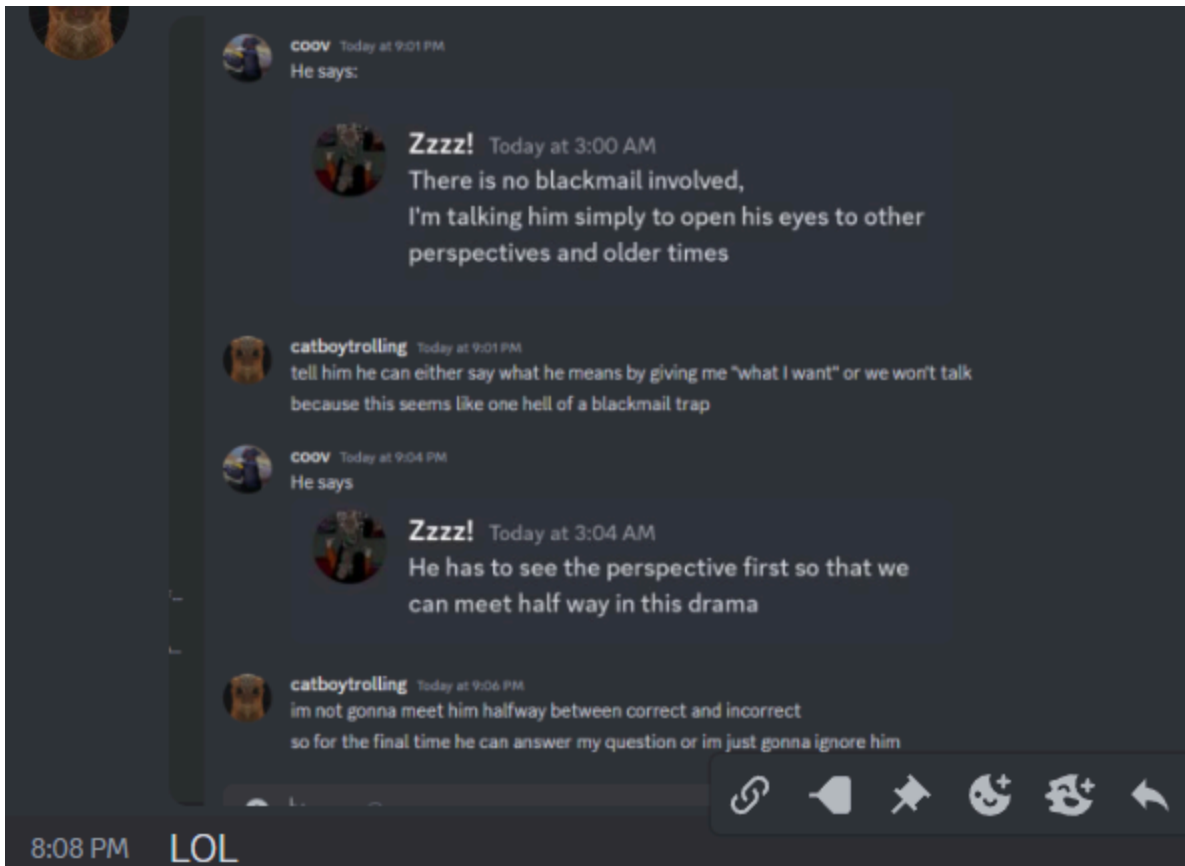 coov Today at 9:01 PM
He says:
Zzzz! Today at 3:00 AM
There is no blackmail involved,
I'm talking him simply to open his eyes to other
perspectives and older times
catboytrolling Today at 9:01 PM
tell him he can either say what he means by giving me "what I want" or we won't talk
because this seems like one hell of a blackmail trap
coov Today at 9:04 PM
He says
Zzzz! Today at 3:04 AM
He has to see the perspective first so that we
can meet half way in this drama
catboytrolling Today at 9:06 PM
im not gonna meet him halfway between correct and incorrect
so for the final time he can answer my question or im just gonna ignore him
8:08 PM LOL